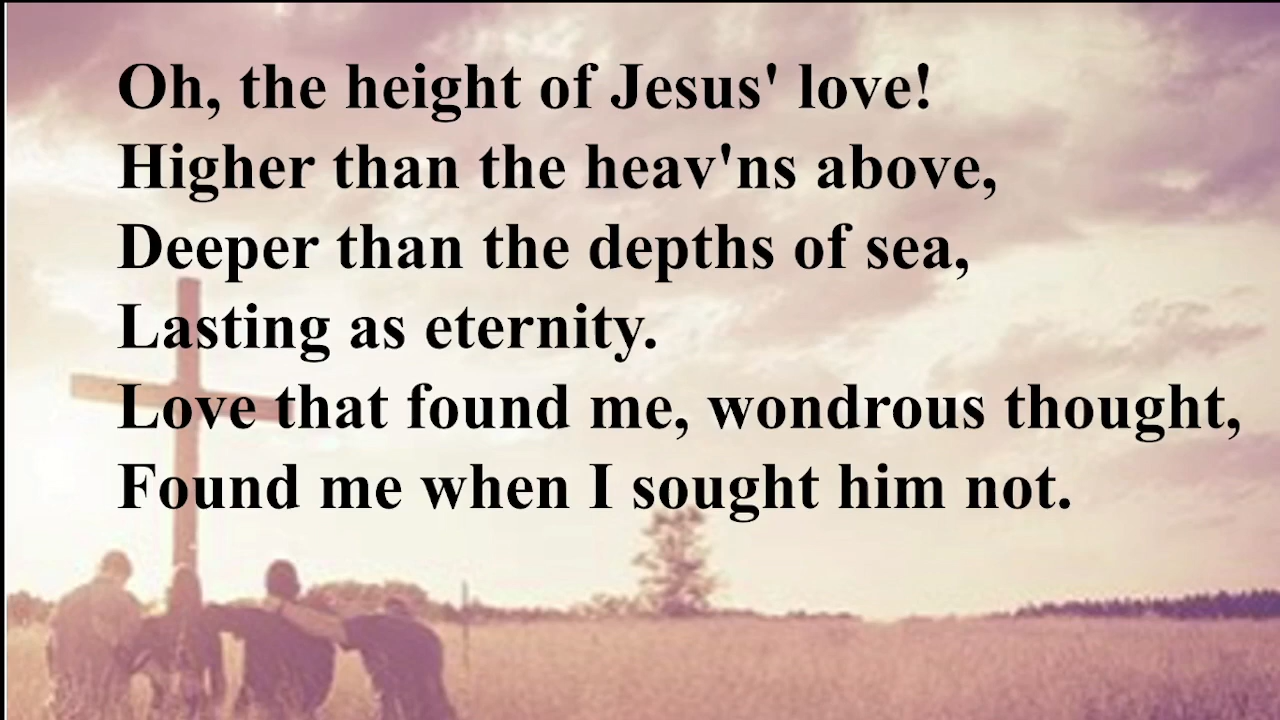 Oh, the height of Jesus' love!
Higher than the heav'ns above,
Deeper than the depths of sea,
Lasting as eternity.
Love that found me, wondrous thought,
Found me when I sought him not.